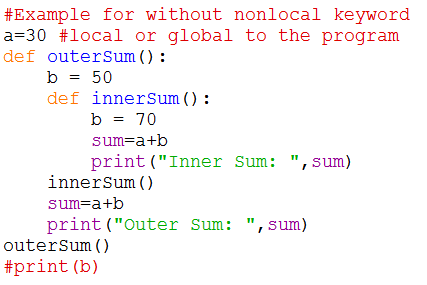 #Example for without nonlocal keyword
a=30 #local or global to the program
def outerSum():
    b = 50
    def innerSum():
        b = 70
        sum=a+b
        print("Inner Sum: ",sum)
    innerSum()
    sum=a+b
    print("Outer Sum: ",sum)
outerSum()
#print(b)